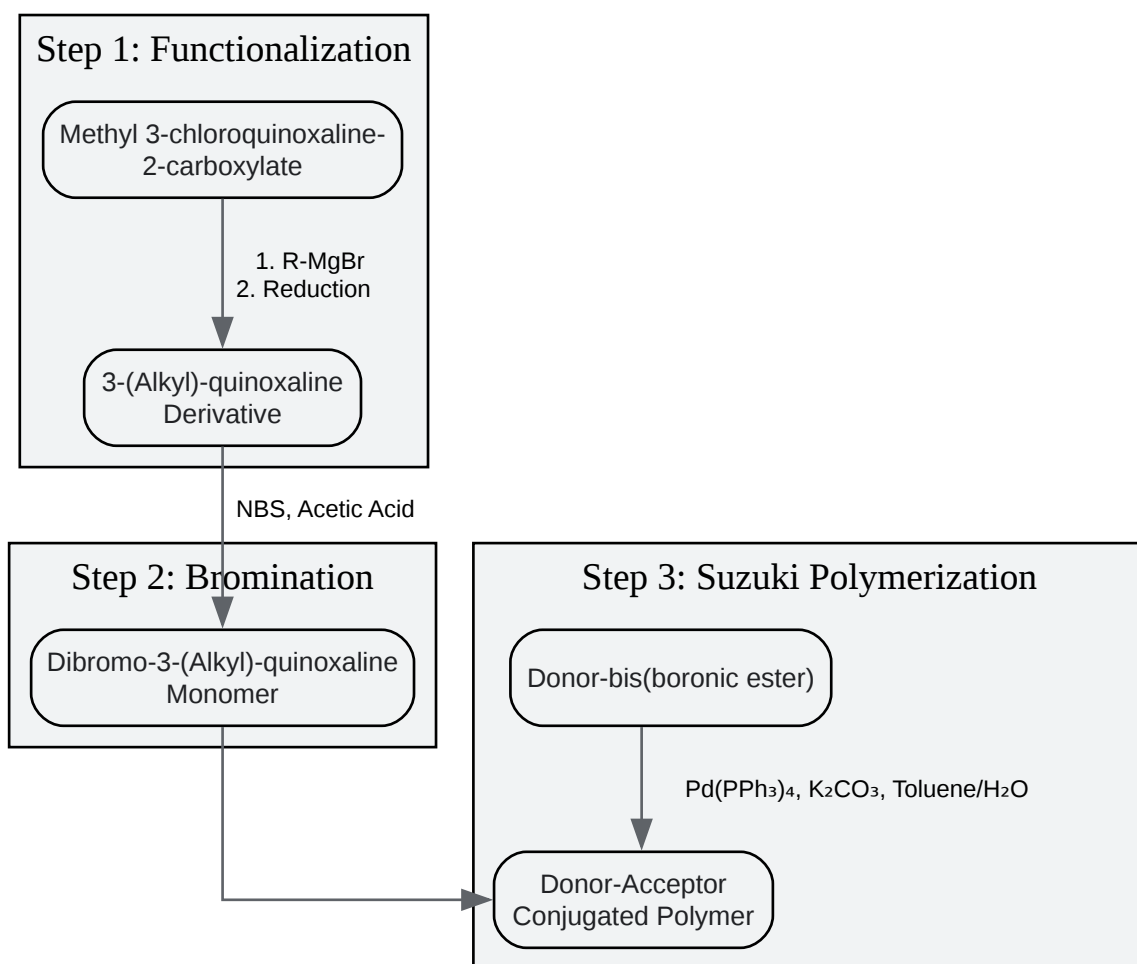 Step 1: Functionalization
Methyl 3-chloroquinoxaline-
2-carboxylate
1. R-MgBr
2. Reduction
3-(Alkyl)-quinoxaline
Derivative
NBS, Acetic Acid
Step 2: Bromination
Dibromo-3-(Alkyl)-quinoxaline
Monomer
Step 3: Suzuki Polymerization
Donor-bis(boronic ester)
Pd(PPh₃)₄, K₂CO₃, Toluene/H₂O
Donor-Acceptor
Conjugated Polymer